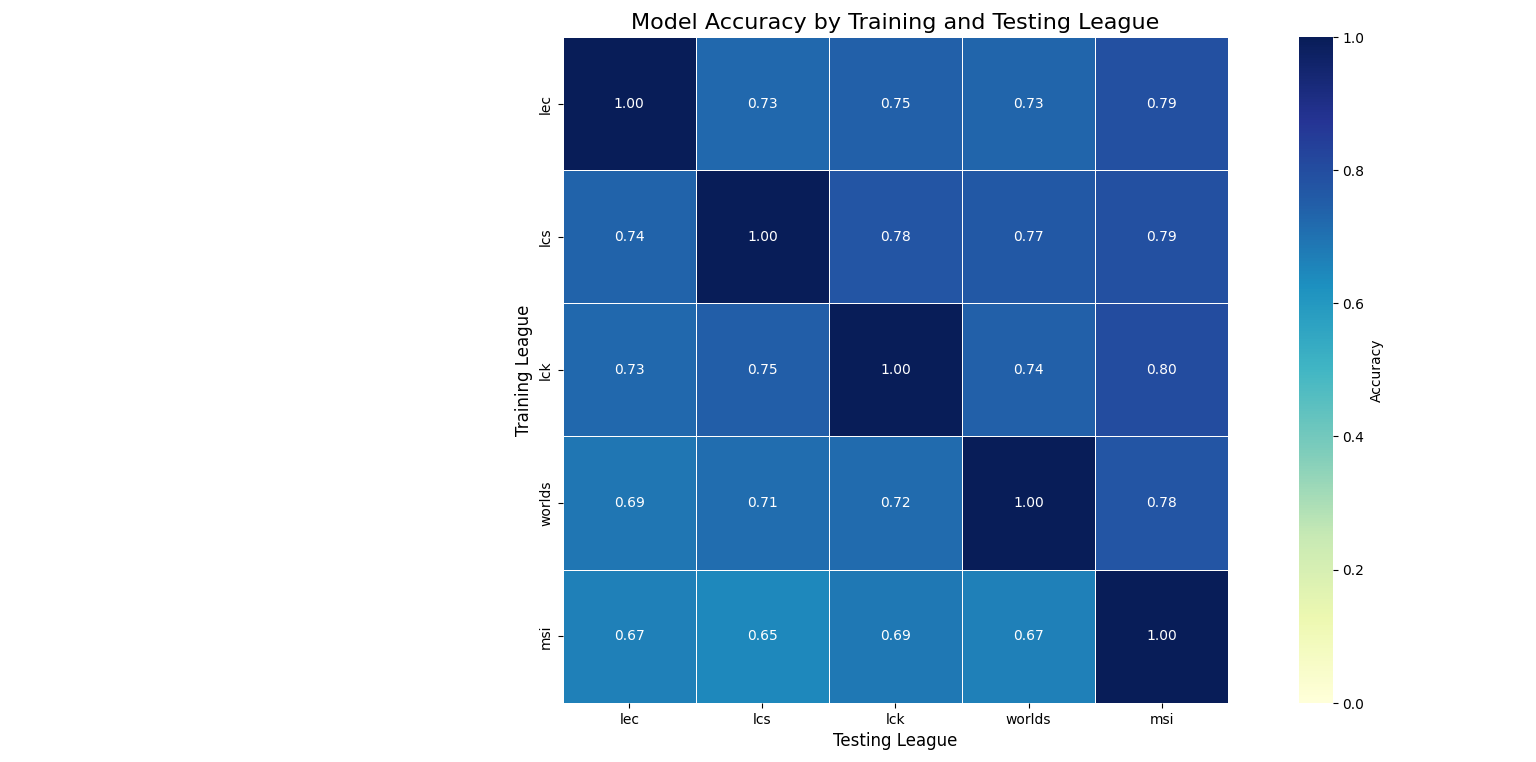 Model Accuracy by Training and Testing League
Training League
lec 1.00 0.73 0.75 0.73 0.79
lcs 0.74 1.00 0.78 0.77 0.79
lck 0.73 0.75 1.00 0.74 0.80
worlds 0.69 0.71 0.72 1.00 0.78
msi 0.67 0.65 0.69 0.67 1.00
lec lcs lck worlds msi
Testing League
1.0
0.8
0.6
0.4
0.2
0.0
Accuracy